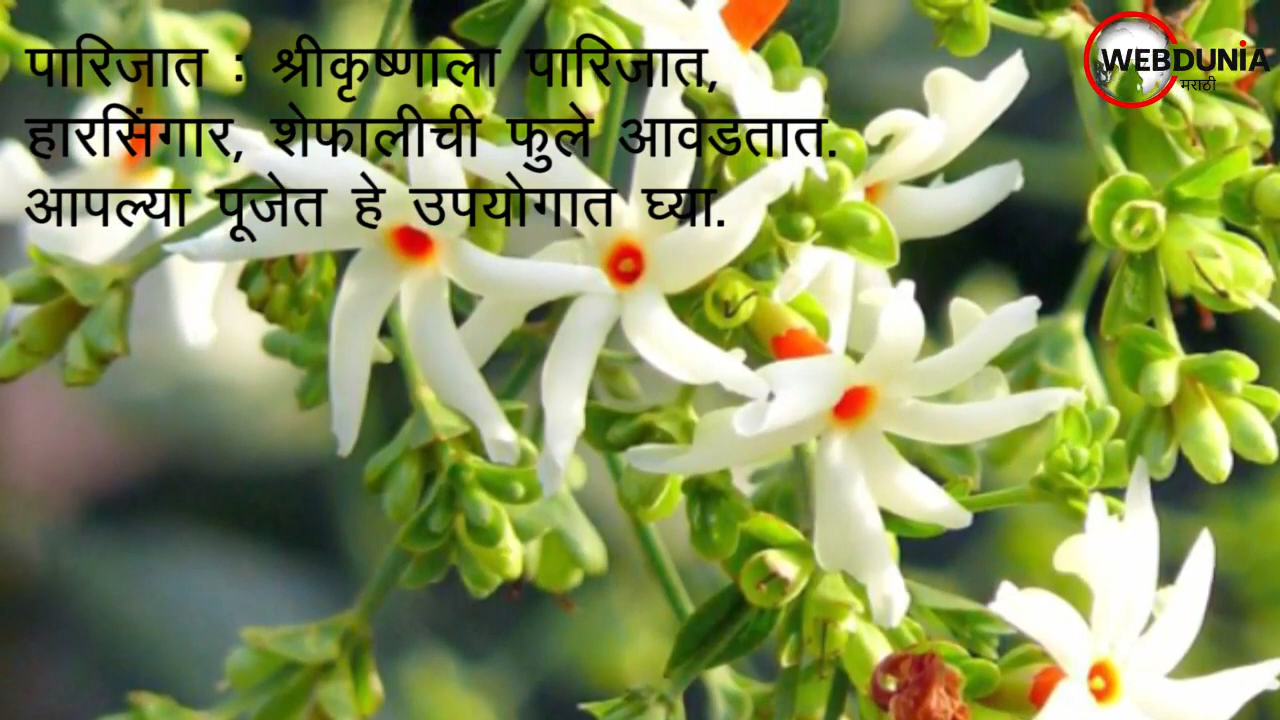 पारिजात : श्रीकृष्णाला पारिजात,
हारसिंगार, शेफालीची फुले आवडतात.
आपल्या पूजेत हे उपयोगात घ्या.
WEBDUNIA
मराठी